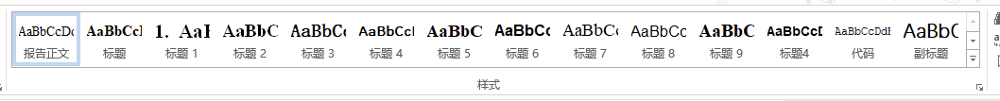 AaBbCcDc AaBbCcI 1. AaI AaBbC AaBbCc AaBbCcI AaBbC AaBbCc AaBbCc AaBbCc AaBbC AaBbCcD AaBbCcDdE AaBbC
报告正文 标题 标题 1 标题 2 标题 3 标题 4 标题 5 标题 6 标题 7 标题 8 标题 9 标题4 代码 副标题
样式